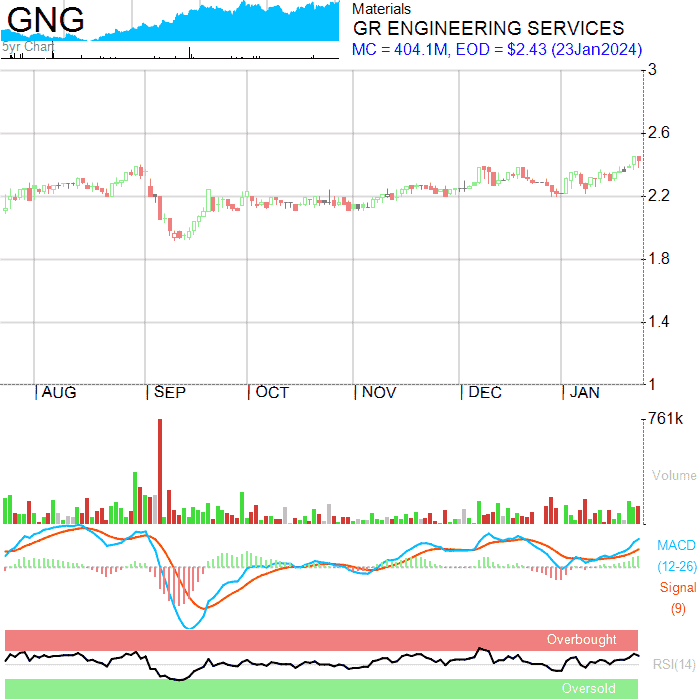 GNG
5yr Chart
Materials
GR ENGINEERING SERVICES
MC = 404.1M, EOD = $2.43 (23Jan2024)
3
2.6
2.2
1.8
1.4
1
AUG SEP OCT NOV DEC JAN
761k
Volume
MACD
(12-26)
Signal
(9)
Overbought
RSI(14)
Oversold